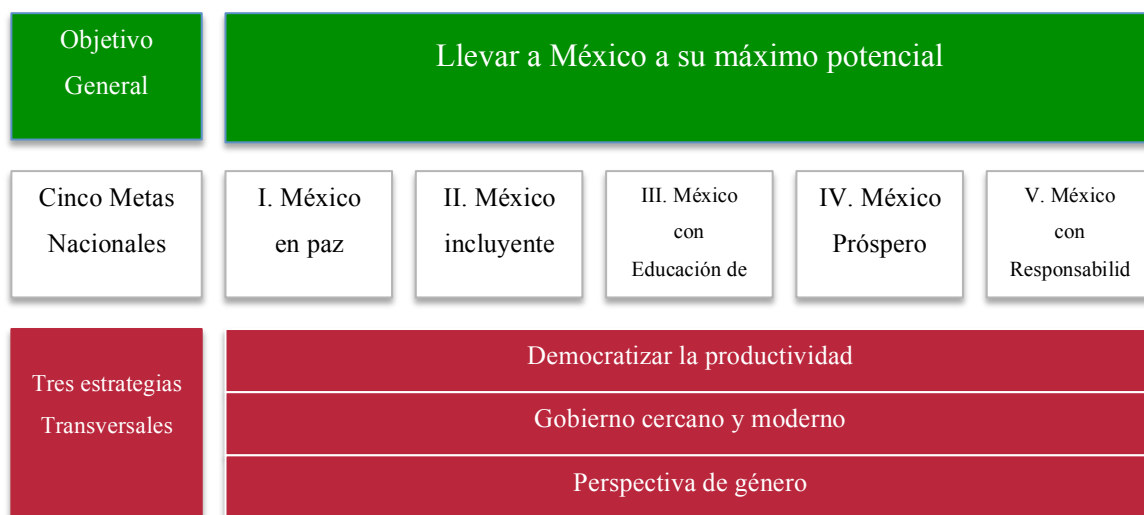 Objetivo
General
Llevar a México a su máximo potencial
Cinco Metas
Nacionales
I. México
en paz
II. México
incluyente
III. México
con
Educación de
IV. México
Próspero
V. México
con
Responsabilid
Tres estrategias
Transversales
Democratizar la productividad
Gobierno cercano y moderno
Perspectiva de género